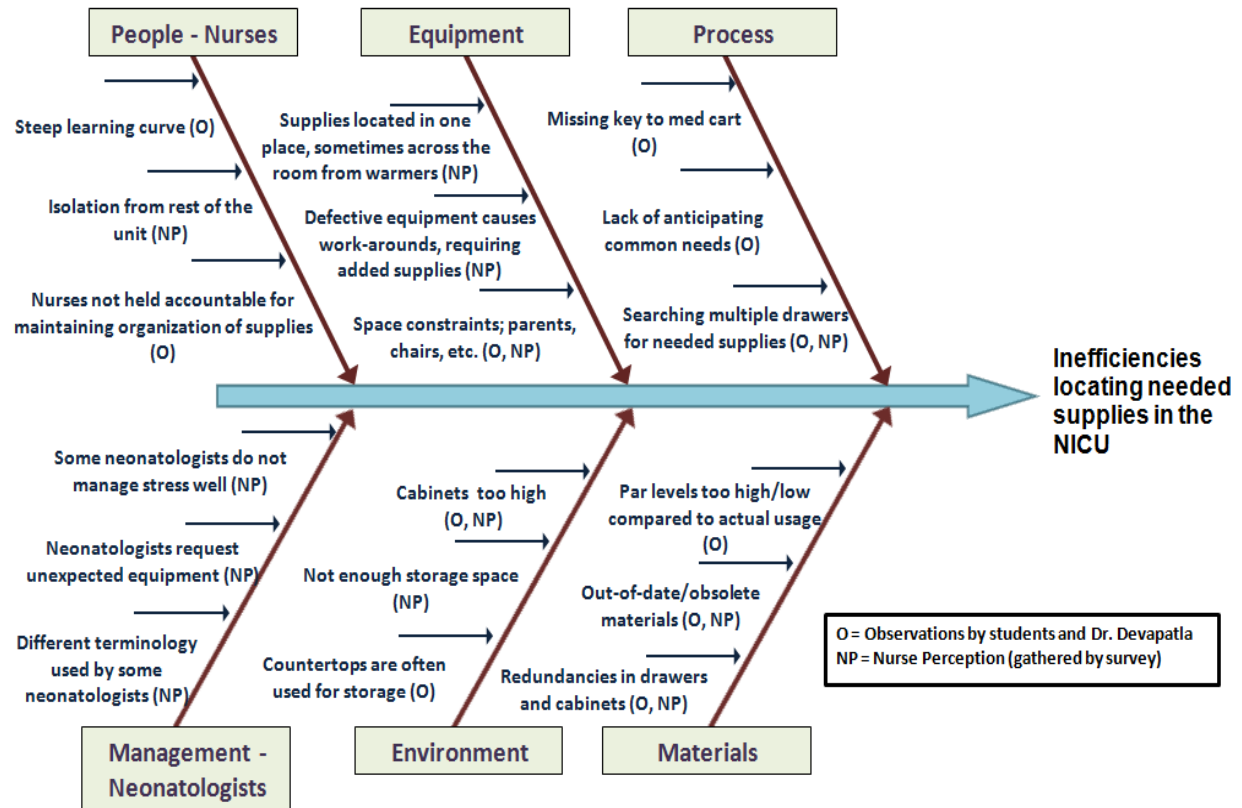 People - Nurses
Equipment
Process
Steep learning curve (O)
Isolation from rest of the
unit (NP)
Nurses not held accountable for
maintaining organization of supplies
(O)
Supplies located in one
place, sometimes across the
room from warmers (NP)
Defective equipment causes
work-arounds, requiring
added supplies (NP)
Space constraints; parents,
chairs, etc. (O, NP)
Missing key to med cart
(O)
Lack of anticipating
common needs (O)
Searching multiple drawers
for needed supplies (O, NP)
Inefficiencies
locating needed
supplies in the
NICU
Some neonatologists do not
manage stress well (NP)
Neonatologists request
unexpected equipment (NP)
Different terminology
used by some
neonatologists (NP)
Cabinets too high
(O, NP)
Not enough storage space
(NP)
Countertops are often
used for storage (O)
Par levels too high/low
compared to actual usage
(O)
Out-of-date/obsolete
materials (O, NP)
Redundancies in drawers
and cabinets (O, NP)
O = Observations by students and Dr. Devapatla
NP = Nurse Perception (gathered by survey)
Management -
Neonatologists
Environment
Materials